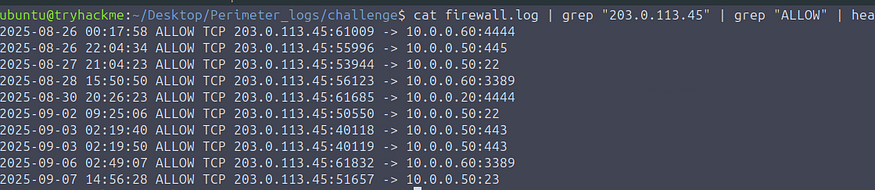 ubuntu@tryhackme:~/Desktop/Perimeter_logs/challenge$ cat firewall.log | grep "203.0.113.45" | grep "ALLOW" | hea
2025-08-26 00:17:58 ALLOW TCP 203.0.113.45:61009 -> 10.0.0.60:4444
2025-08-26 22:04:34 ALLOW TCP 203.0.113.45:55996 -> 10.0.0.50:445
2025-08-27 21:04:23 ALLOW TCP 203.0.113.45:53944 -> 10.0.0.50:22
2025-08-28 15:50:50 ALLOW TCP 203.0.113.45:56123 -> 10.0.0.60:3389
2025-08-30 20:26:23 ALLOW TCP 203.0.113.45:61685 -> 10.0.0.20:4444
2025-09-02 09:25:06 ALLOW TCP 203.0.113.45:50550 -> 10.0.0.50:22
2025-09-03 02:19:40 ALLOW TCP 203.0.113.45:40118 -> 10.0.0.50:443
2025-09-03 02:19:50 ALLOW TCP 203.0.113.45:40119 -> 10.0.0.50:443
2025-09-06 02:49:07 ALLOW TCP 203.0.113.45:61832 -> 10.0.0.60:3389
2025-09-07 14:56:28 ALLOW TCP 203.0.113.45:51657 -> 10.0.0.50:23